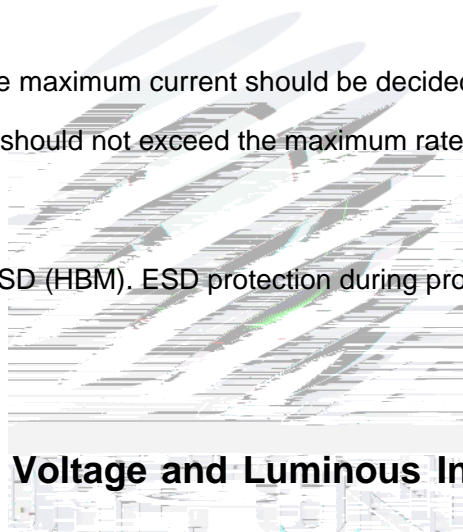 e maximum current should be decided
should not exceed the maximum rate
SD (HBM). ESD protection during pro
Voltage and Luminous In